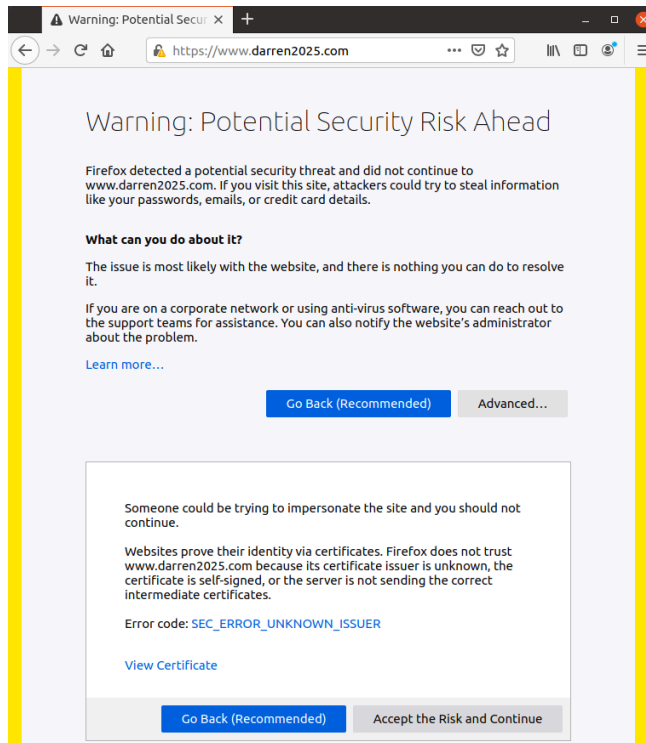 Warning: Potential Secur
https://www.darren2025.com
Warning: Potential Security Risk Ahead
Firefox detected a potential security threat and did not continue to
www.darren2025.com. If you visit this site, attackers could try to steal information
like your passwords, emails, or credit card details.
What can you do about it?
The issue is most likely with the website, and there is nothing you can do to resolve
it.
If you are on a corporate network or using anti-virus software, you can reach out to
the support teams for assistance. You can also notify the website's administrator
about the problem.
Learn more…
Go Back (Recommended) Advanced…
Someone could be trying to impersonate the site and you should not
continue.
Websites prove their identity via certificates. Firefox does not trust
www.darren2025.com because its certificate issuer is unknown, the
certificate is self-signed, or the server is not sending the correct
intermediate certificates.
Error code: SEC_ERROR_UNKNOWN_ISSUER
View Certificate
Go Back (Recommended) Accept the Risk and Continue